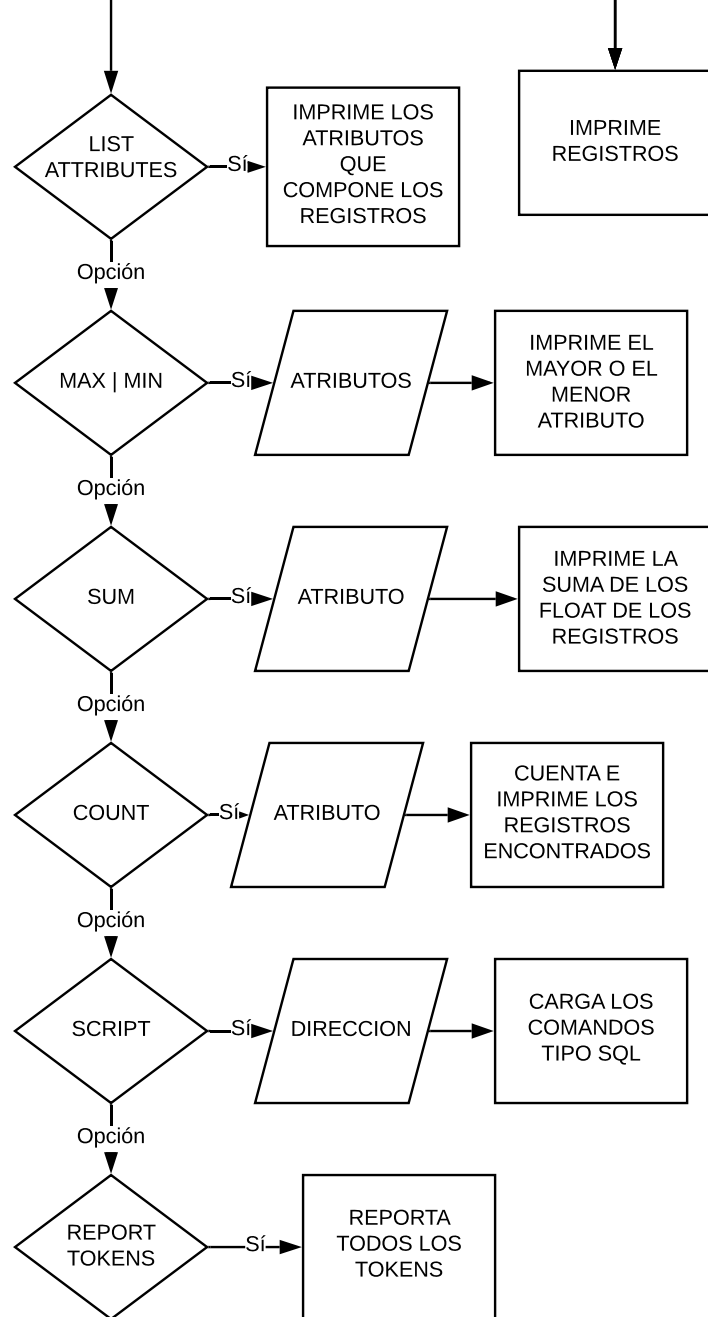 LIST
ATTRIBUTES
Sí
IMPRIME LOS
ATRIBUTOS
QUE
COMPONE LOS
REGISTROS
IMPRIME
REGISTROS
Opción
MAX | MIN
Sí
ATRIBUTOS
IMPRIME EL
MAYOR O EL
MENOR
ATRIBUTO
Opción
SUM
Sí
ATRIBUTO
IMPRIME LA
SUMA DE LOS
FLOAT DE LOS
REGISTROS
Opción
COUNT
Sí
ATRIBUTO
CUENTA E
IMPRIME LOS
REGISTROS
ENCONTRADOS
Opción
SCRIPT
Sí
DIRECCION
CARGA LOS
COMANDOS
TIPO SQL
Opción
REPORT
TOKENS
Sí
REPORTA
TODOS LOS
TOKENS